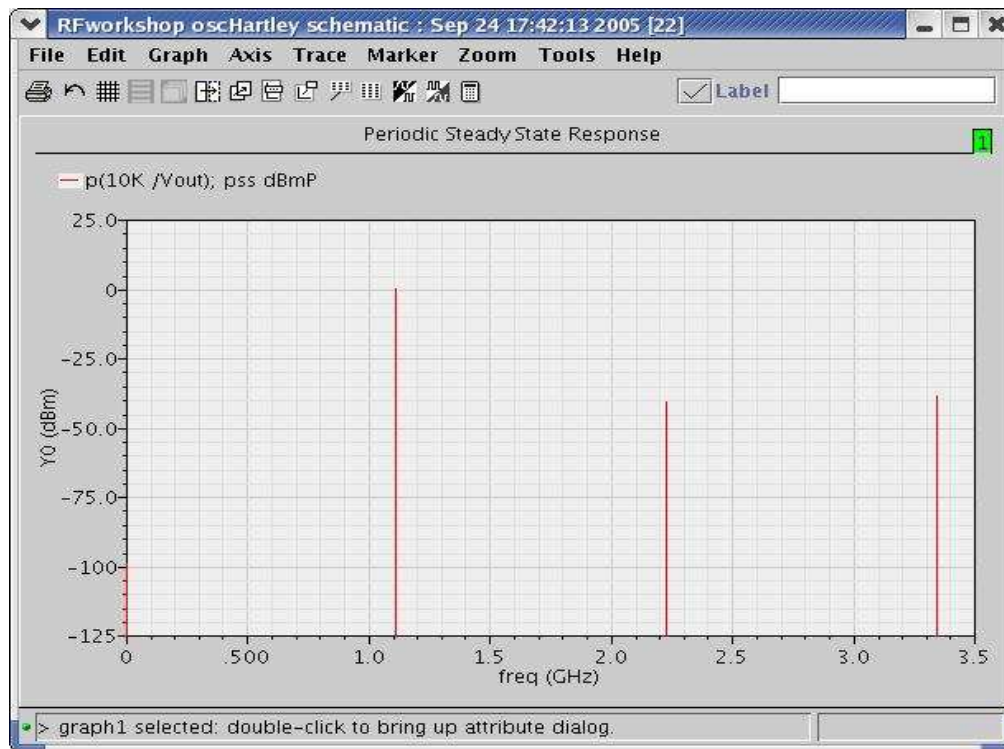 RFworkshop oscHartley schematic : Sep 24 17:42:13 2005 [22]
File Edit Graph Axis Trace Marker Zoom Tools Help
Label
Periodic Steady State Response
1
p(10K /Vout); pss dBmP
25.0
0
-25.0
-50.0
-75.0
-100
-125
Y0 (dBm)
0 .500 1.0 1.5 2.0 2.5 3.0 3.5
freq (GHz)
> graph1 selected: double-click to bring up attribute dialog.